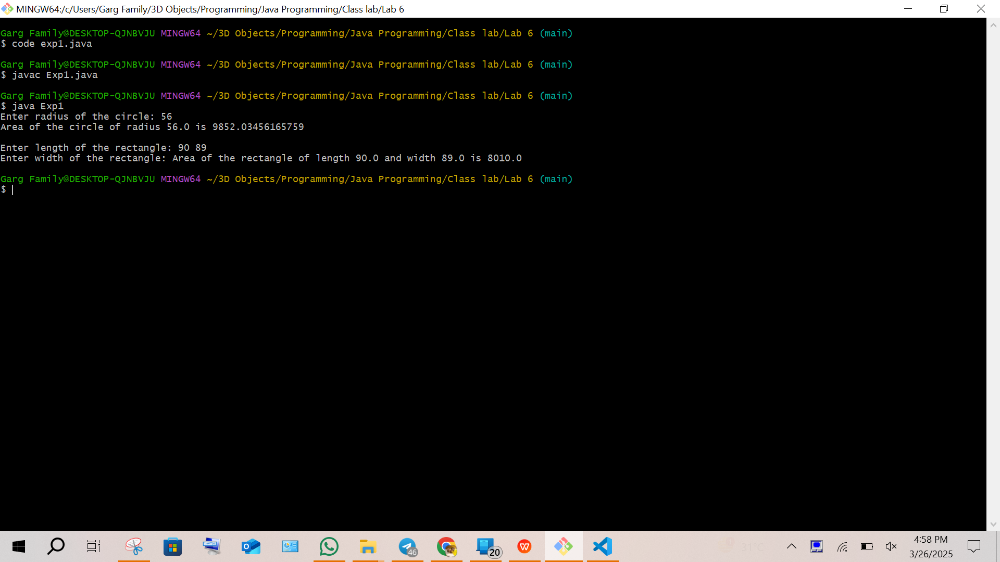 MINGW64:/c/Users/Garg Family/3D Objects/Programming/Java Programming/Class lab/Lab 6
Garg Family@DESKTOP-QJNBVJU MINGW64 ~/3D Objects/Programming/Java Programming/Class lab/Lab 6 (main)
$ code exp1.java
Garg Family@DESKTOP-QJNBVJU MINGW64 ~/3D Objects/Programming/Java Programming/Class lab/Lab 6 (main)
$ javac Exp1.java
Garg Family@DESKTOP-QJNBVJU MINGW64 ~/3D Objects/Programming/Java Programming/Class lab/Lab 6 (main)
$ java Exp1
Enter radius of the circle: 56
Area of the circle of radius 56.0 is 9852.03456165759
Enter length of the rectangle: 90 89
Enter width of the rectangle: Area of the rectangle of length 90.0 and width 89.0 is 8010.0
Garg Family@DESKTOP-QJNBVJU MINGW64 ~/3D Objects/Programming/Java Programming/Class lab/Lab 6 (main)
$
46
20
31°C
4:58 PM
3/26/2025